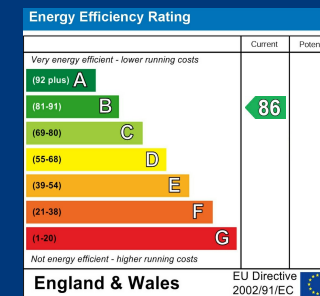 Energy Efficiency Rating
Current Poten
Very energy efficient - lower running costs
(92 plus) A
(81-91) B 86
(69-80) C
(55-68) D
(39-54) E
(21-38) F
(1-20) G
Not energy efficient - higher running costs
England & Wales
EU Directive
2002/91/EC